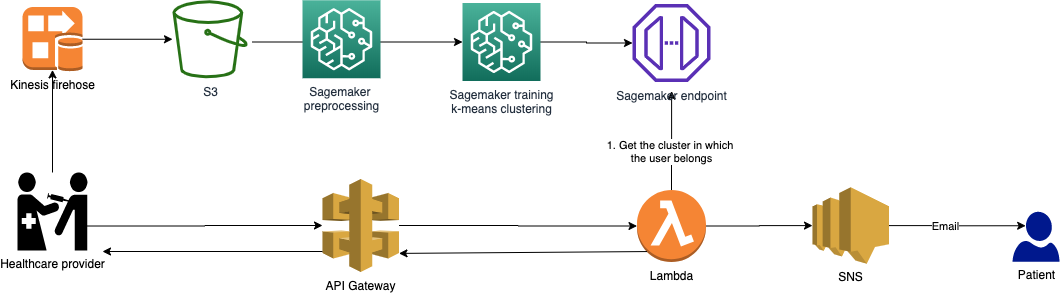 Kinesis firehose
S3
Sagemaker
preprocessing
Sagemaker training
k-means clustering
Sagemaker endpoint
1. Get the cluster in which
the user belongs
Healthcare provider
API Gateway
Lambda
SNS
Email
Patient